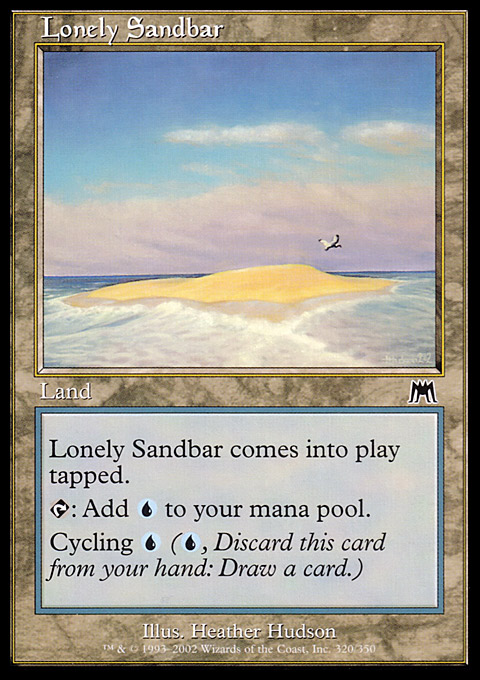 Lonely Sandbar
Land
Lonely Sandbar comes into play
tapped.
: Add to your mana pool.
Cycling (, Discard this card
from your hand: Draw a card.)
Illus. Heather Hudson
™ & © 1993-2002 Wizards of the Coast, Inc. 320/350